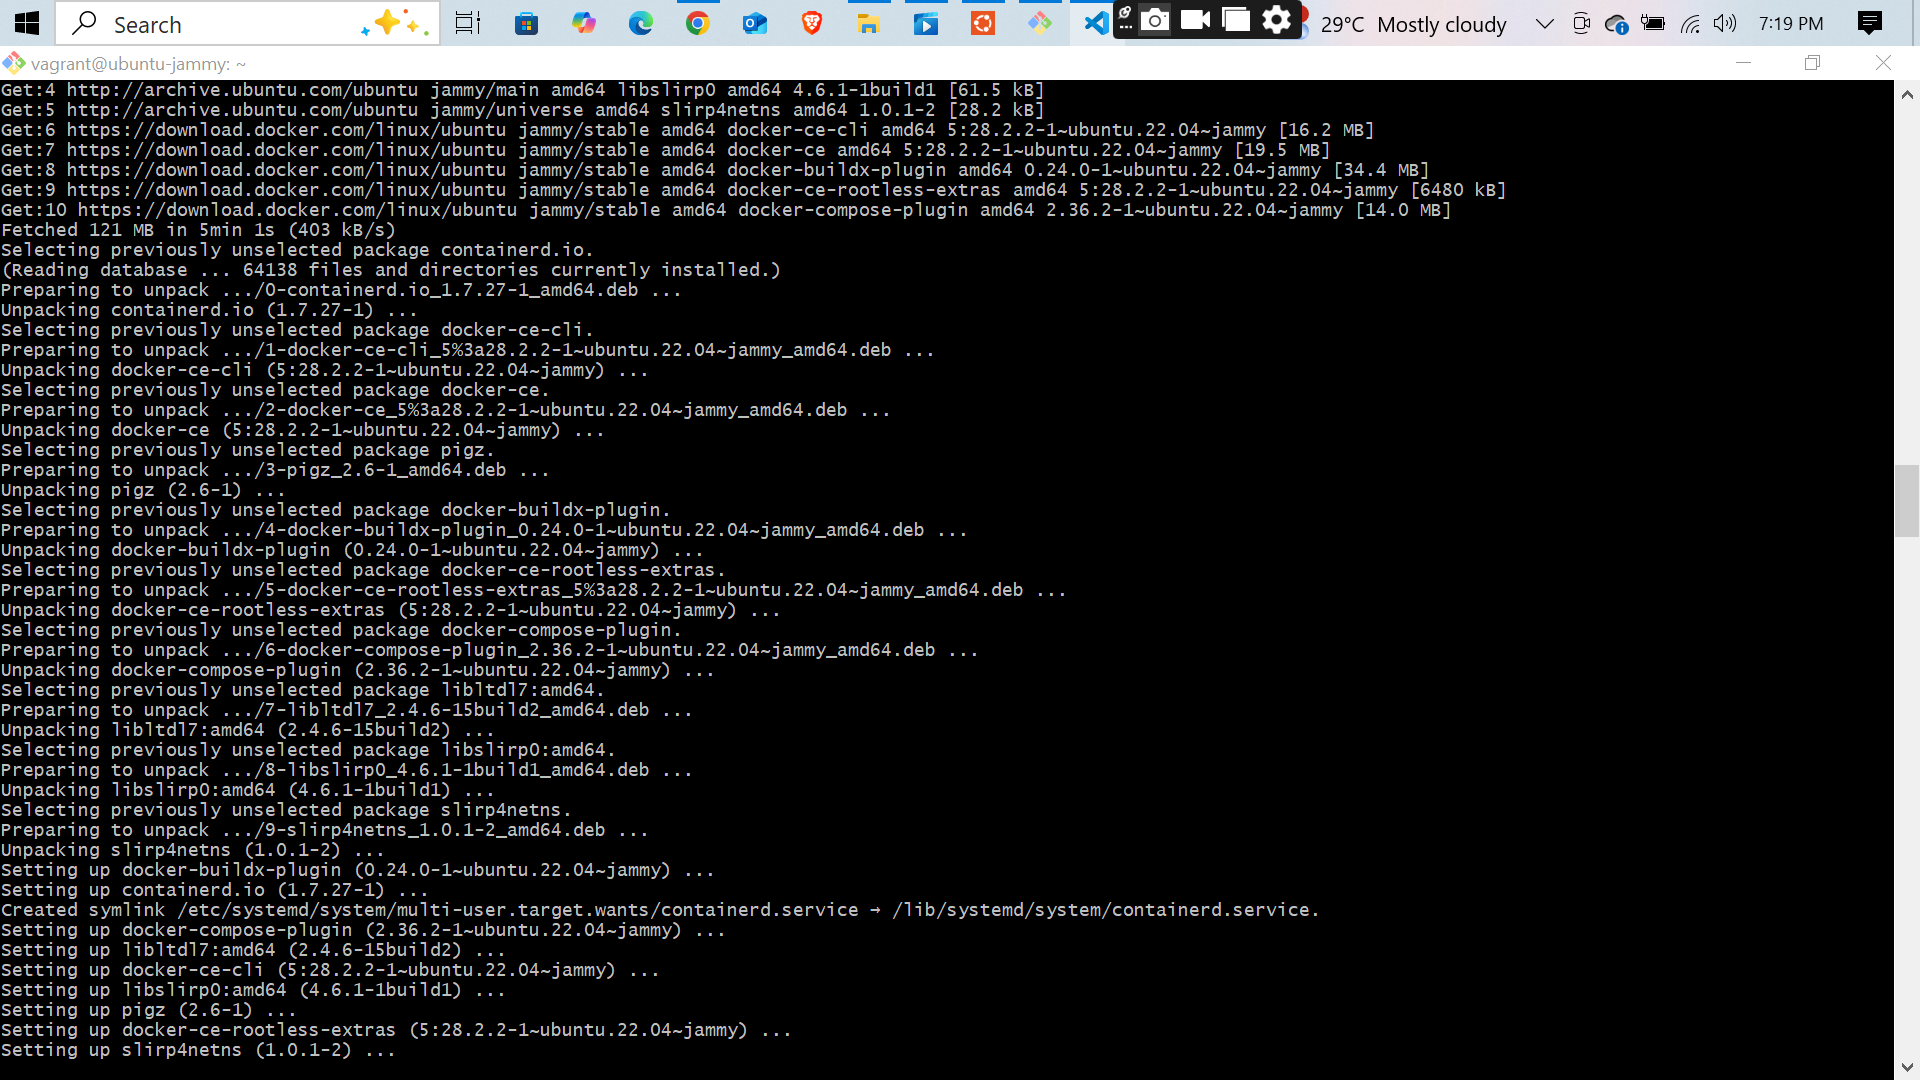 Search
29°C Mostly cloudy
7:19 PM
vagrant@ubuntu-jammy: ~
Get:4 http://archive.ubuntu.com/ubuntu jammy/main amd64 libslirp0 amd64 4.6.1-1build1 [61.5 kB]
Get:5 http://archive.ubuntu.com/ubuntu jammy/universe amd64 slirp4netns amd64 1.0.1-2 [28.2 kB]
Get:6 https://download.docker.com/linux/ubuntu jammy/stable amd64 docker-ce-cli amd64 5:28.2.2-1~ubuntu.22.04~jammy [16.2 MB]
Get:7 https://download.docker.com/linux/ubuntu jammy/stable amd64 docker-ce amd64 5:28.2.2-1~ubuntu.22.04~jammy [19.5 MB]
Get:8 https://download.docker.com/linux/ubuntu jammy/stable amd64 docker-buildx-plugin amd64 0.24.0-1~ubuntu.22.04~jammy [34.4 MB]
Get:9 https://download.docker.com/linux/ubuntu jammy/stable amd64 docker-ce-rootless-extras amd64 5:28.2.2-1~ubuntu.22.04~jammy [6480 kB]
Get:10 https://download.docker.com/linux/ubuntu jammy/stable amd64 docker-compose-plugin amd64 2.36.2-1~ubuntu.22.04~jammy [14.0 MB]
Fetched 121 MB in 5min 1s (403 kB/s)
Selecting previously unselected package containerd.io.
(Reading database ... 64138 files and directories currently installed.)
Preparing to unpack .../0-containerd.io_1.7.27-1_amd64.deb ...
Unpacking containerd.io (1.7.27-1) ...
Selecting previously unselected package docker-ce-cli.
Preparing to unpack .../1-docker-ce-cli_5%3a28.2.2-1~ubuntu.22.04~jammy_amd64.deb ...
Unpacking docker-ce-cli (5:28.2.2-1~ubuntu.22.04~jammy) ...
Selecting previously unselected package docker-ce.
Preparing to unpack .../2-docker-ce_5%3a28.2.2-1~ubuntu.22.04~jammy_amd64.deb ...
Unpacking docker-ce (5:28.2.2-1~ubuntu.22.04~jammy) ...
Selecting previously unselected package pigz.
Preparing to unpack .../3-pigz_2.6-1_amd64.deb ...
Unpacking pigz (2.6-1) ...
Selecting previously unselected package docker-buildx-plugin.
Preparing to unpack .../4-docker-buildx-plugin_0.24.0-1~ubuntu.22.04~jammy_amd64.deb ...
Unpacking docker-buildx-plugin (0.24.0-1~ubuntu.22.04~jammy) ...
Selecting previously unselected package docker-ce-rootless-extras.
Preparing to unpack .../5-docker-ce-rootless-extras_5%3a28.2.2-1~ubuntu.22.04~jammy_amd64.deb ...
Unpacking docker-ce-rootless-extras (5:28.2.2-1~ubuntu.22.04~jammy) ...
Selecting previously unselected package docker-compose-plugin.
Preparing to unpack .../6-docker-compose-plugin_2.36.2-1~ubuntu.22.04~jammy_amd64.deb ...
Unpacking docker-compose-plugin (2.36.2-1~ubuntu.22.04~jammy) ...
Selecting previously unselected package libltdl7:amd64.
Preparing to unpack .../7-libltdl7_2.4.6-15build2_amd64.deb ...
Unpacking libltdl7:amd64 (2.4.6-15build2) ...
Selecting previously unselected package libslirp0:amd64.
Preparing to unpack .../8-libslirp0_4.6.1-1build1_amd64.deb ...
Unpacking libslirp0:amd64 (4.6.1-1build1) ...
Selecting previously unselected package slirp4netns.
Preparing to unpack .../9-slirp4netns_1.0.1-2_amd64.deb ...
Unpacking slirp4netns (1.0.1-2) ...
Setting up docker-buildx-plugin (0.24.0-1~ubuntu.22.04~jammy) ...
Setting up containerd.io (1.7.27-1) ...
Created symlink /etc/systemd/system/multi-user.target.wants/containerd.service → /lib/systemd/system/containerd.service.
Setting up docker-compose-plugin (2.36.2-1~ubuntu.22.04~jammy) ...
Setting up libltdl7:amd64 (2.4.6-15build2) ...
Setting up docker-ce-cli (5:28.2.2-1~ubuntu.22.04~jammy) ...
Setting up libslirp0:amd64 (4.6.1-1build1) ...
Setting up pigz (2.6-1) ...
Setting up docker-ce-rootless-extras (5:28.2.2-1~ubuntu.22.04~jammy) ...
Setting up slirp4netns (1.0.1-2) ...